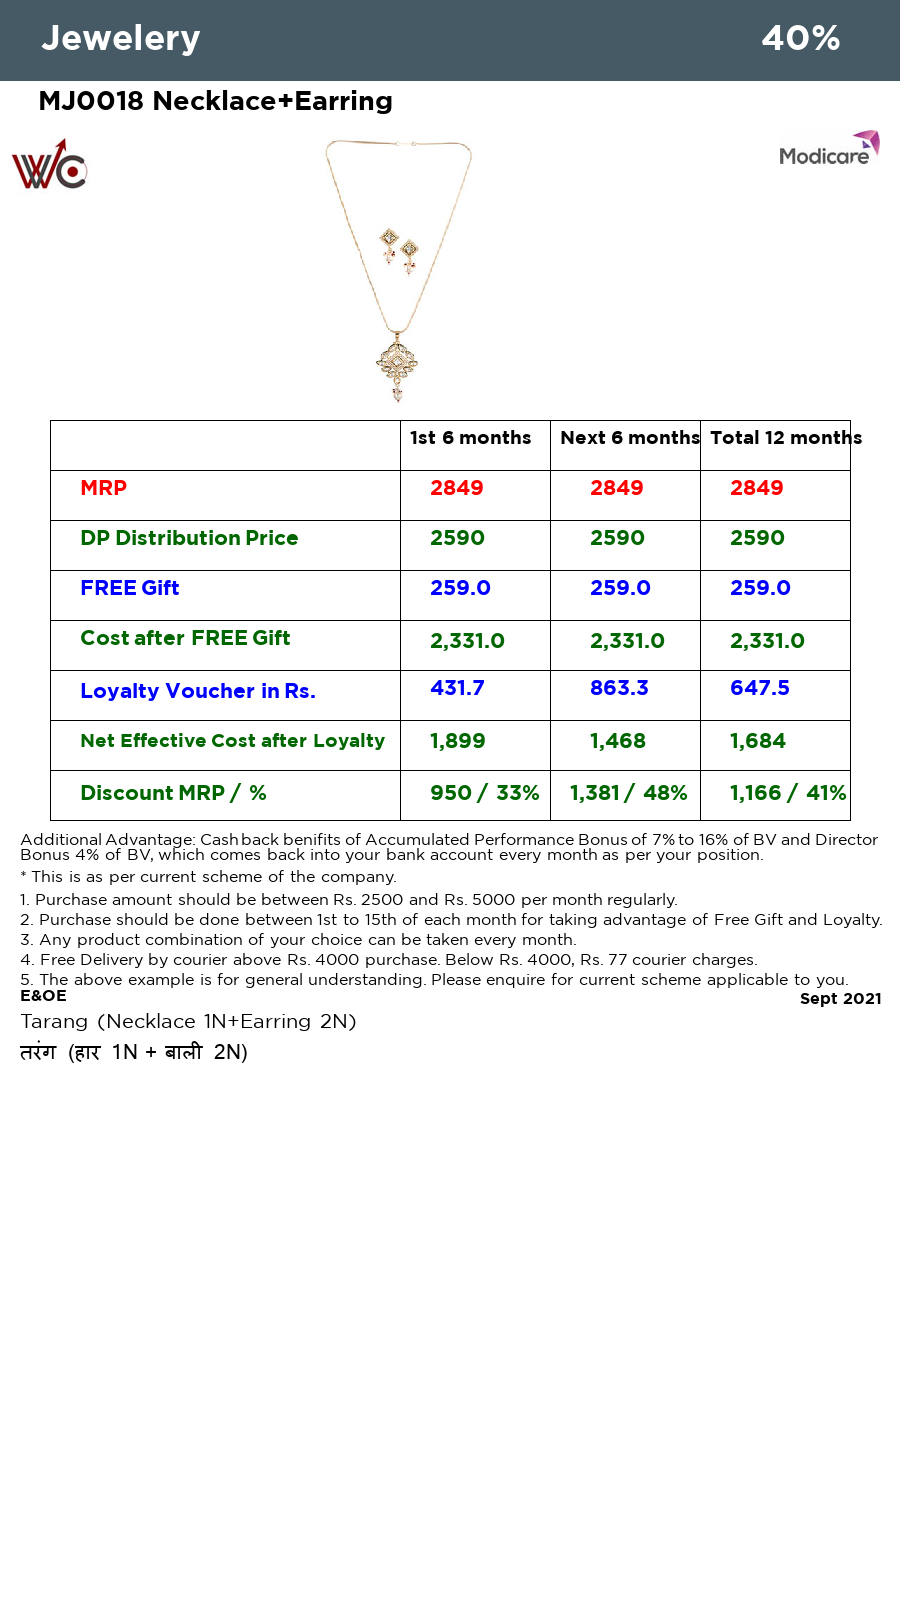 Jewelery 40%
MJ0018 Necklace+Earring
WC
Modicare
1st 6 months Next 6 months Total 12 months
MRP 2849 2849 2849
DP Distribution Price 2590 2590 2590
FREE Gift 259.0 259.0 259.0
Cost after FREE Gift 2,331.0 2,331.0 2,331.0
Loyalty Voucher in Rs. 431.7 863.3 647.5
Net Effective Cost after Loyalty 1,899 1,468 1,684
Discount MRP / % 950 / 33% 1,381 / 48% 1,166 / 41%
Additional Advantage: Cashback benifits of Accumulated Performance Bonus of 7% to 16% of BV and Director
Bonus 4% of BV, which comes back into your bank account every month as per your position.
* This is as per current scheme of the company.
1. Purchase amount should be between Rs. 2500 and Rs. 5000 per month regularly.
2. Purchase should be done between 1st to 15th of each month for taking advantage of Free Gift and Loyalty.
3. Any product combination of your choice can be taken every month.
4. Free Delivery by courier above Rs. 4000 purchase. Below Rs. 4000, Rs. 77 courier charges.
5. The above example is for general understanding. Please enquire for current scheme applicable to you.
E&OE Sept 2021
Tarang (Necklace 1N+Earring 2N)
तरंग (हार 1N + बाली 2N)